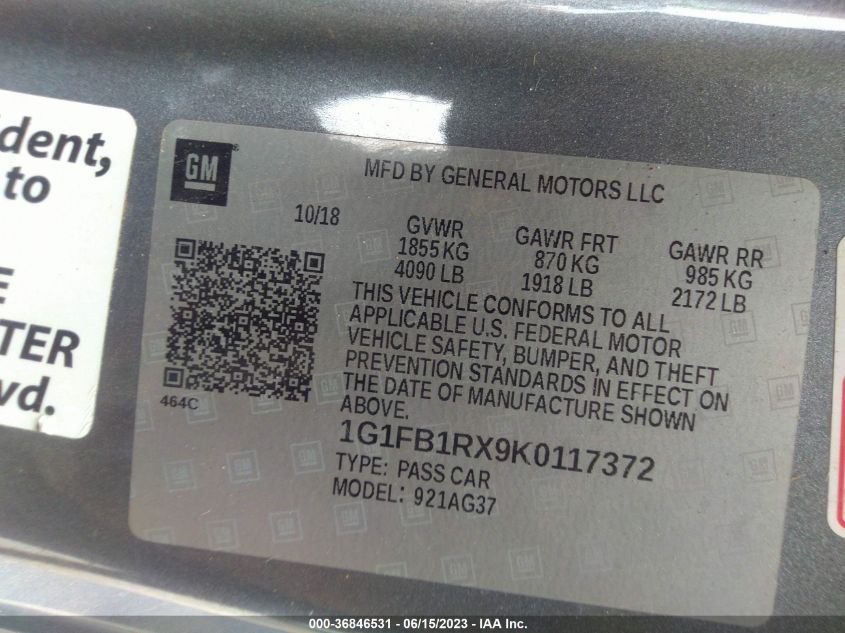 ident,
to
E
TER
vd.
GM
MFD BY GENERAL MOTORS LLC
10/18
GVWR
1855 KG
4090 LB
GAWR FRT
870 KG
1918 LB
GAWR RR
985 KG
2172 LB
THIS VEHICLE CONFORMS TO ALL
APPLICABLE U.S. FEDERAL MOTOR
VEHICLE SAFETY, BUMPER, AND THEFT
PREVENTION STANDARDS IN EFFECT ON
THE DATE OF MANUFACTURE SHOWN
ABOVE.
464C
1G1FB1RX9K0117372
TYPE: PASS CAR
MODEL: 921AG37
000-36846531 - 06/15/2023 - IAA Inc.